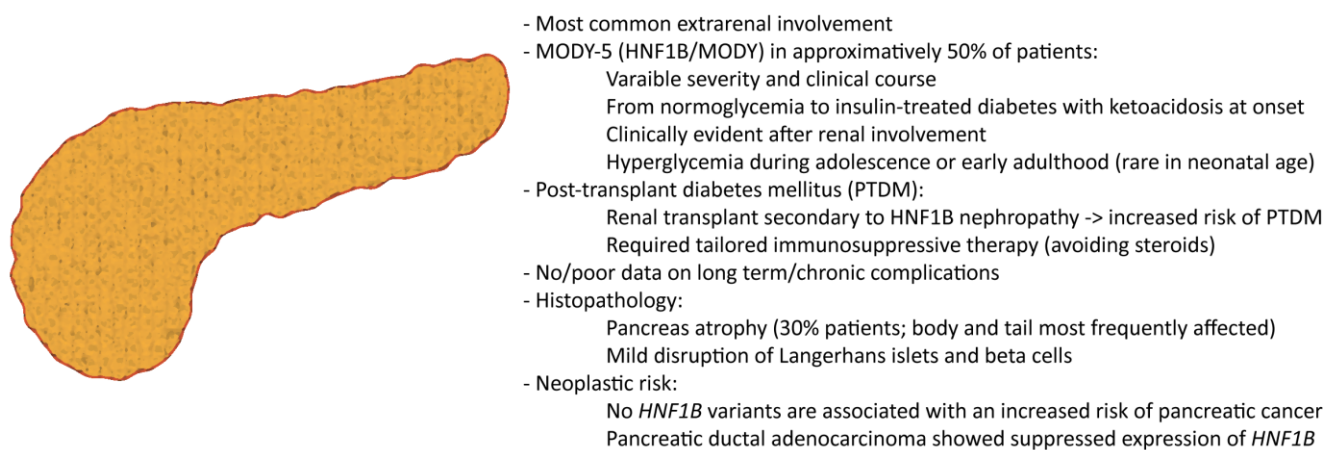 - Most common extrarenal involvement
- MODY-5 (HNF1B/MODY) in approximatively 50% of patients:
Varaible severity and clinical course
From normoglycemia to insulin-treated diabetes with ketoacidosis at onset
Clinically evident after renal involvement
Hyperglycemia during adolescence or early adulthood (rare in neonatal age)
- Post-transplant diabetes mellitus (PTDM):
Renal transplant secondary to HNF1B nephropathy -> increased risk of PTDM
Required tailored immunosuppressive therapy (avoiding steroids)
- No/poor data on long term/chronic complications
- Histopathology:
Pancreas atrophy (30% patients; body and tail most frequently affected)
Mild disruption of Langerhans islets and beta cells
- Neoplastic risk:
No HNF1B variants are associated with an increased risk of pancreatic cancer
Pancreatic ductal adenocarcinoma showed suppressed expression of HNF1B